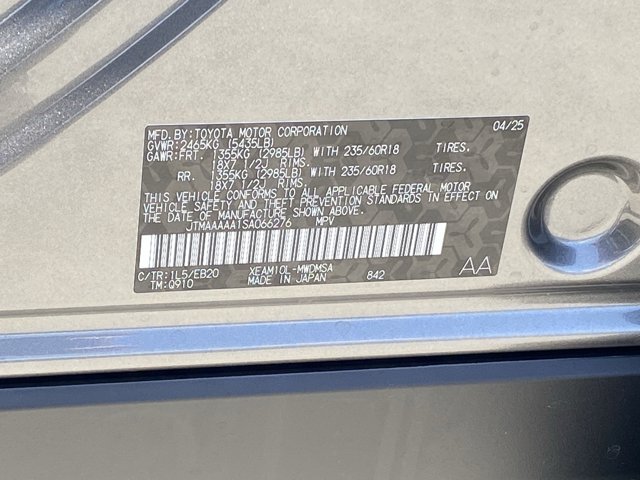 MFD.BY:TOYOTA MOTOR CORPORATION 04/25
GVWR:2465KG (5435LB)
GAWR:FRT. 1355KG (2985LB) WITH 235/60R18 TIRES.
18X7 1/2J RIMS.
RR. 1355KG (2985LB) WITH 235/60R18 TIRES.
18X7 1/2J RIMS.
THIS VEHICLE CONFORMS TO ALL APPLICABLE FEDERAL MOTOR
VEHICLE SAFETY, AND THEFT PREVENTION STANDARDS IN EFFECT ON
THE DATE OF MANUFACTURE SHOWN ABOVE.
JTMAAAAA1SA066276 MPV
C/TR:1L5/EB20 XEAM10L-MWDMSA
TM:Q910 MADE IN JAPAN 842 AA